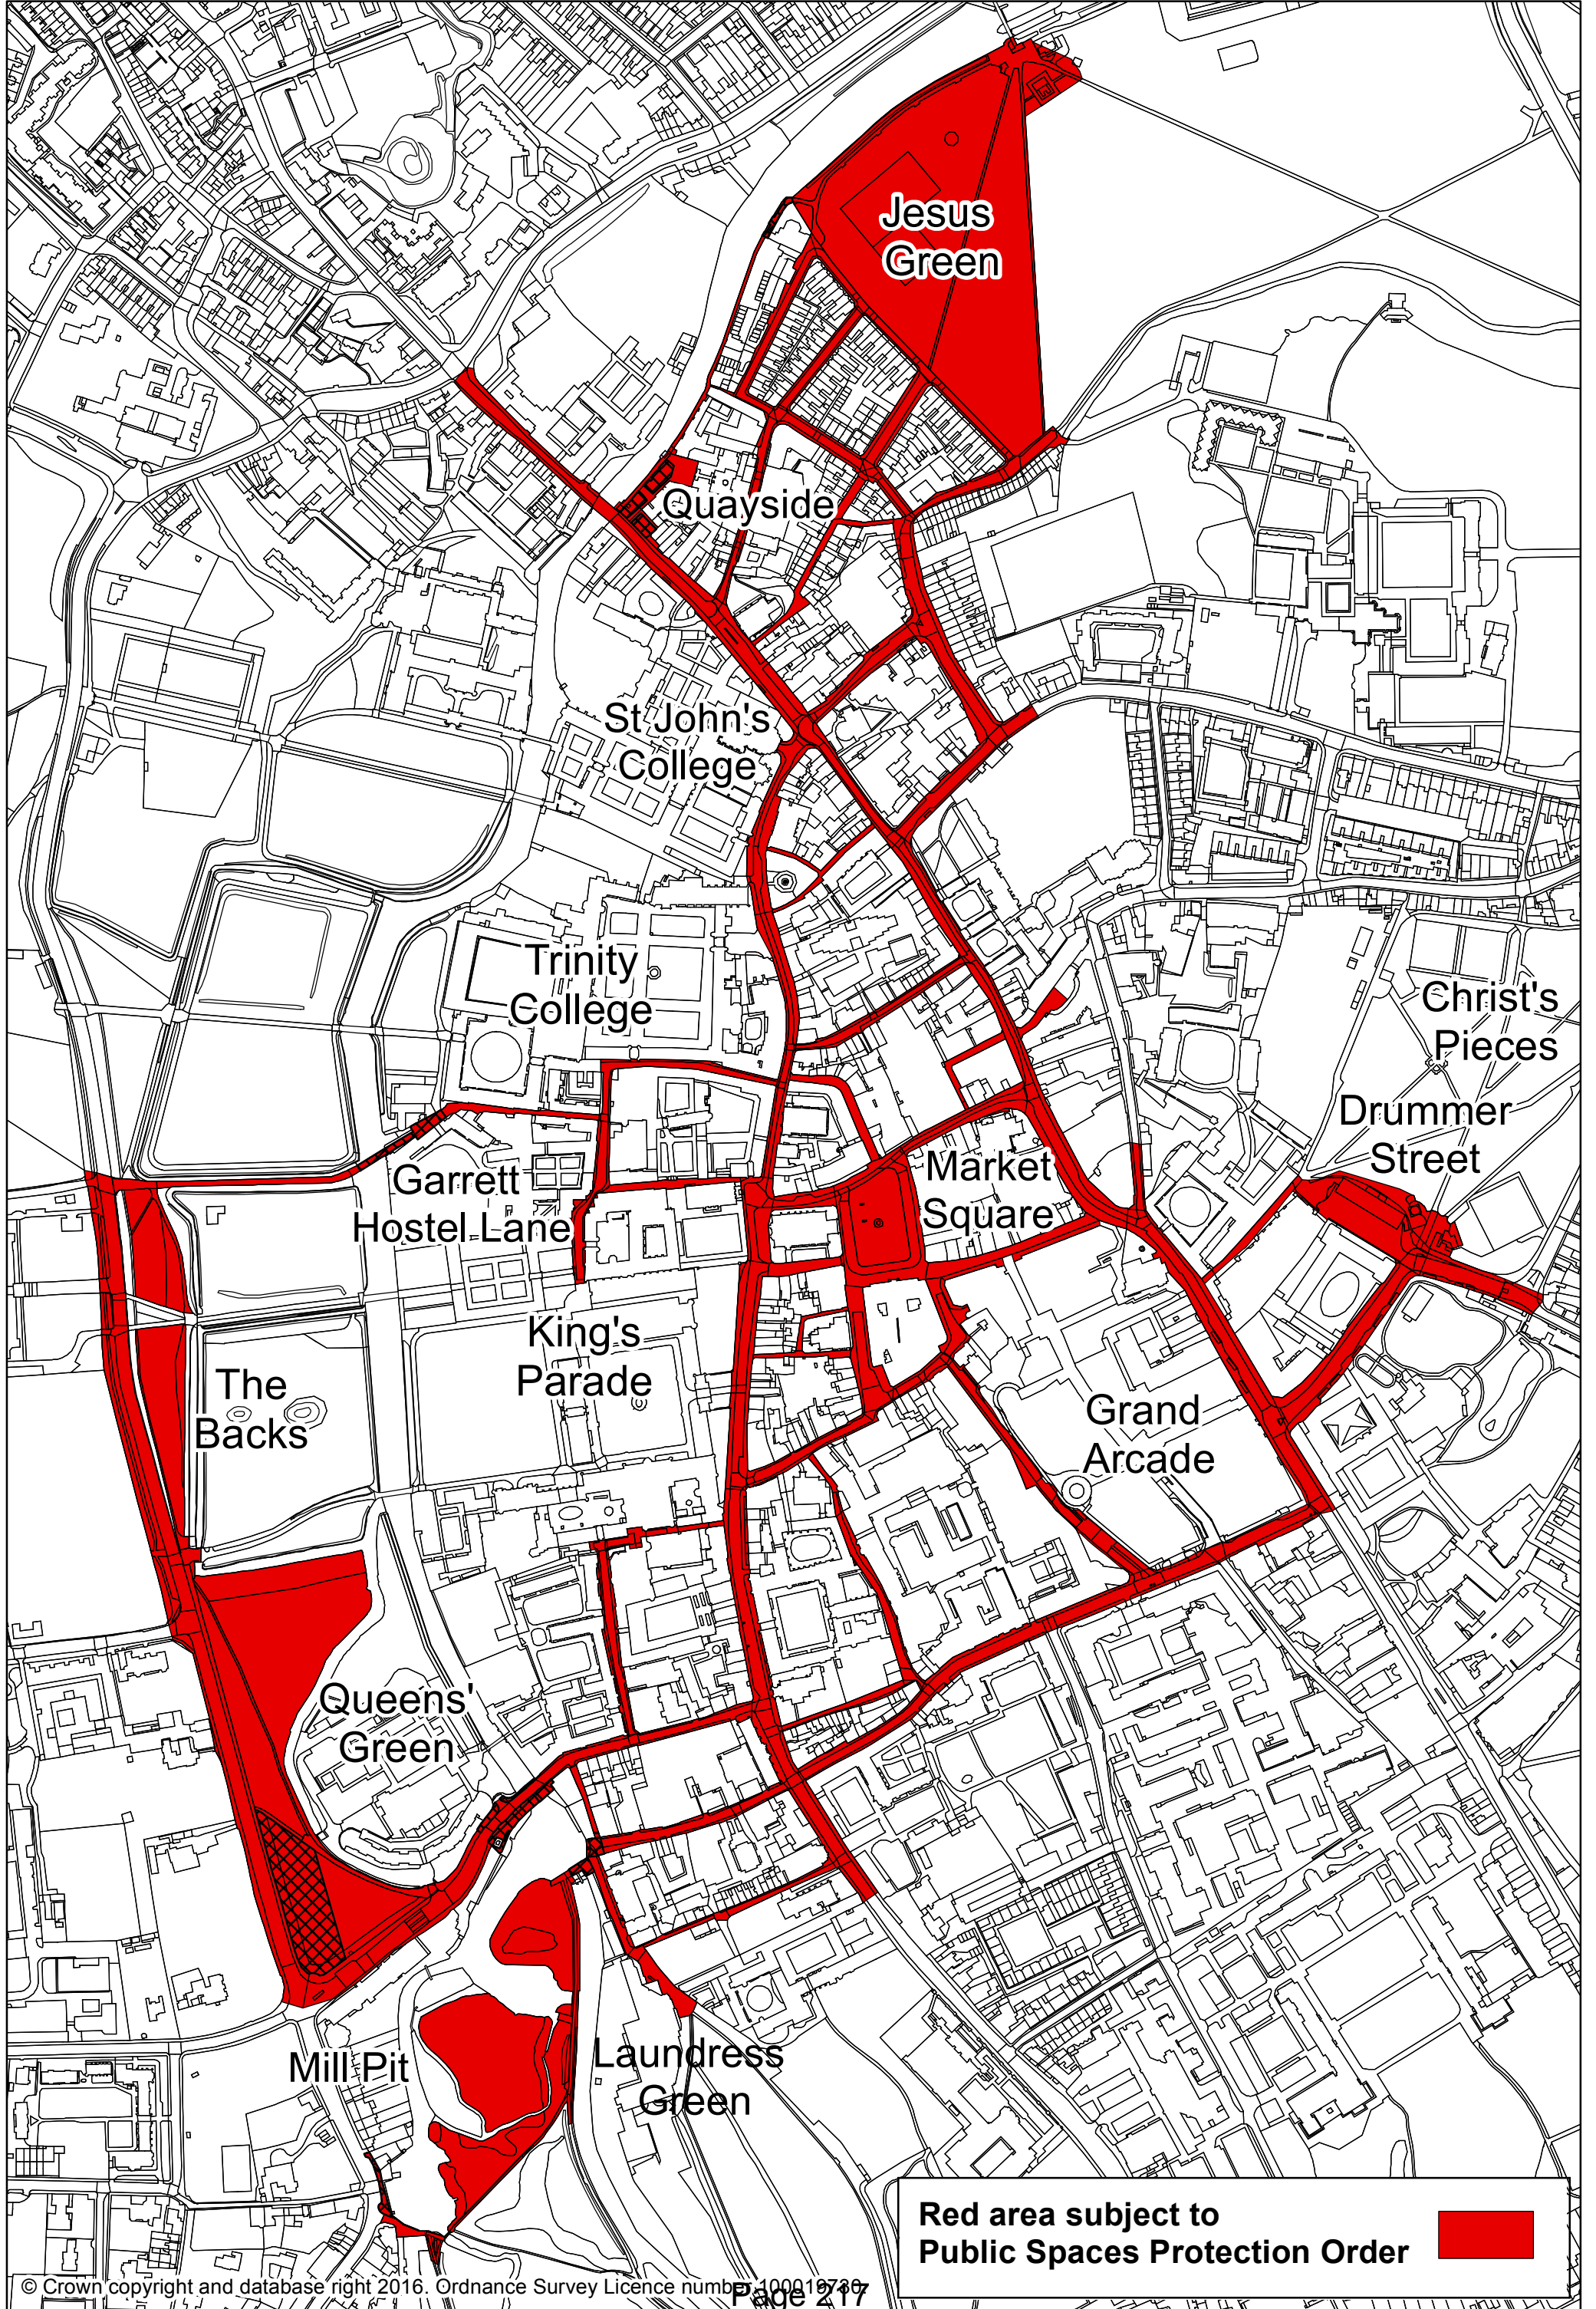 Jesus
Green
Quayside
St John's
College
Trinity
College
Christ's
Pieces
Drummer
Street
Garrett
Hostel Lane
Market
Square
King's
Parade
The
Backs
Grand
Arcade
Queens'
Green
Mill Pit
Laundress
Green
Red area subject to
Public Spaces Protection Order
© Crown copyright and database right 2016. Ordnance Survey Licence number 100019730.
Page 217